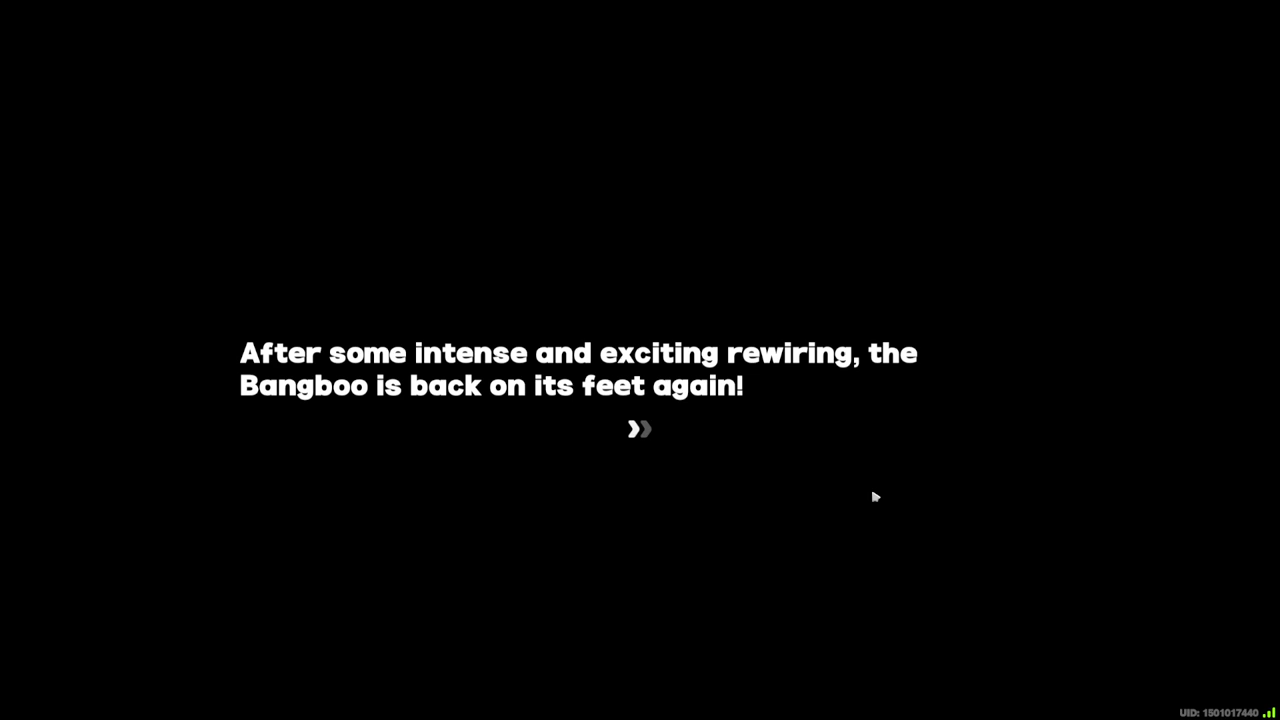 After some intense and exciting rewiring, the
Bangboo is back on its feet again!
UID: 1501017440